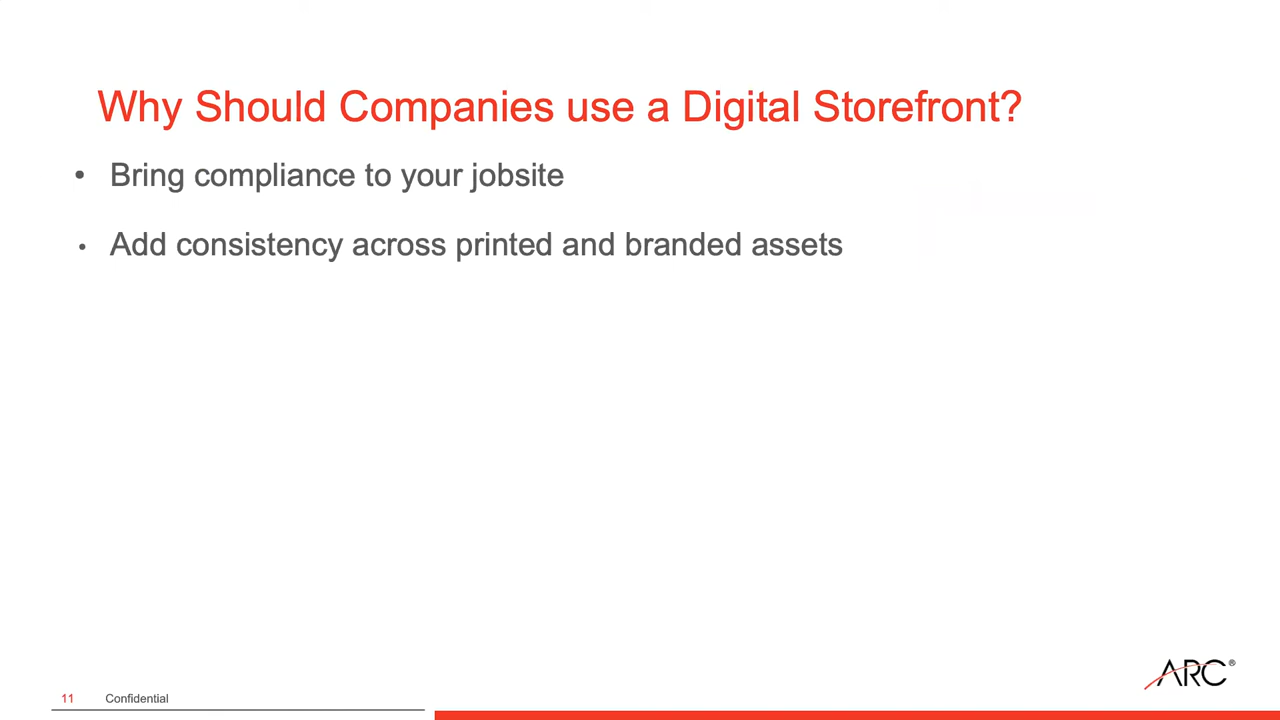 Why Should Companies use a Digital Storefront?
• Bring compliance to your jobsite
• Add consistency across printed and branded assets
ARC®
11 Confidential